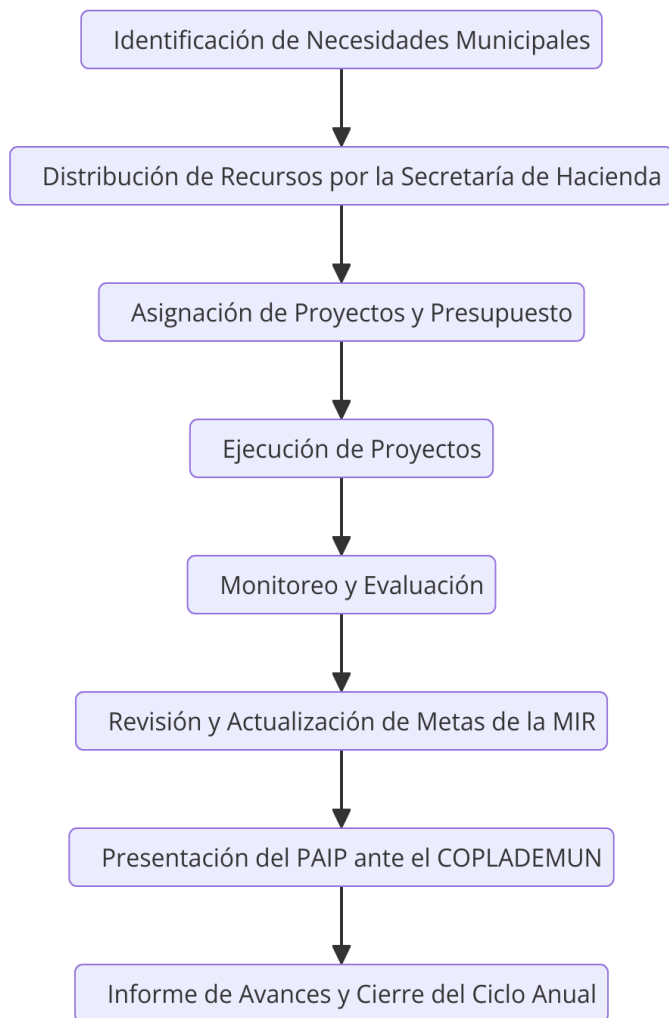 Identificación de Necesidades Municipales
Distribución de Recursos por la Secretaría de Hacienda
Asignación de Proyectos y Presupuesto
Ejecución de Proyectos
Monitoreo y Evaluación
Revisión y Actualización de Metas de la MIR
Presentación del PAIP ante el COPLADEMUN
Informe de Avances y Cierre del Ciclo Anual